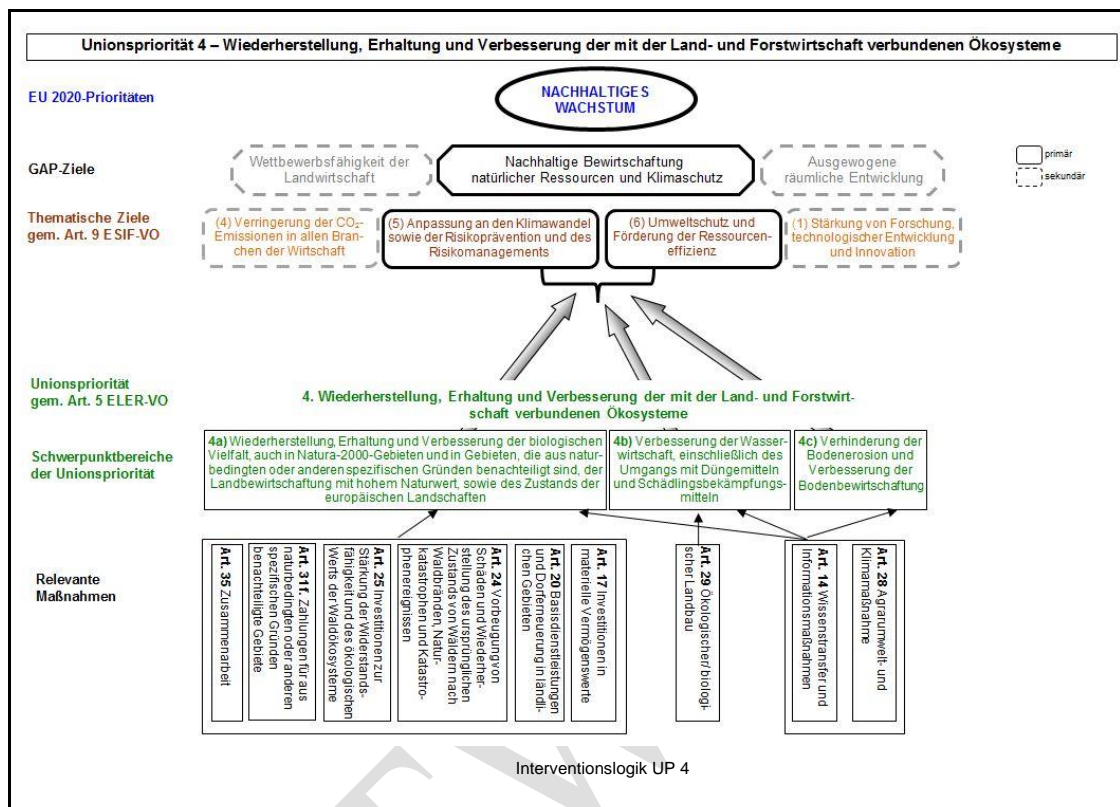 Unionspriorität 4 – Wiederherstellung, Erhaltung und Verbesserung der mit der Land- und Forstwirtschaft verbundenen Ökosysteme
EU 2020-Prioritäten
NACHHALTIGES
WACHSTUM
GAP-Ziele
Wettbewerbsfähigkeit der
Landwirtschaft
Nachhaltige Bewirtschaftung
natürlicher Ressourcen und Klimaschutz
Ausgewogene
räumliche Entwicklung
primär
sekundär
Thematische Ziele
gem. Art. 9 ESIF-VO
(4) Verringerung der CO₂-
Emissionen in allen Bran-
chen der Wirtschaft
(5) Anpassung an den Klimawandel
sowie der Risikoprävention und des
Risikomanagements
(6) Umweltschutz und
Förderung der Ressourcen-
effizienz
(1) Stärkung von Forschung,
technologischer Entwicklung
und Innovation
Unionspriorität
gem. Art. 5 ELER-VO
4. Wiederherstellung, Erhaltung und Verbesserung der mit der Land- und Forstwirt-
schaft verbundenen Ökosysteme
Schwerpunktbereiche
der Unionspriorität
4a) Wiederherstellung, Erhaltung und Verbesserung der biologischen
Vielfalt, auch in Natura-2000-Gebieten und in Gebieten, die aus natur-
bedingten oder anderen spezifischen Gründen benachteiligt sind, der
Landbewirtschaftung mit hohem Naturwert, sowie des Zustands der
europäischen Landschaften
4b) Verbesserung der Wasser-
wirtschaft, einschließlich des
Umgangs mit Düngemitteln
und Schädlingsbekämpfungs-
mitteln
4c) Verhinderung der
Bodenerosion und
Verbesserung der
Bodenbewirtschaftung
Relevante
Maßnahmen
Art. 35 Zusammenarbeit
Art. 31f. Zahlungen für aus
naturbedingten oder anderen
spezifischen Gründen
benachteiligte Gebiete
Art. 25 Investitionen zur
Stärkung der Widerstands-
fähigkeit und des ökologischen
Werts der Waldökosysteme
Art. 24 Vorbeugung von
Schäden und Wiederher-
stellung des ursprünglichen
Zustands von Wäldern nach
Waldbränden, Natur-
katastrophen und Katastro-
phenereignissen
Art. 20 Basisdienstleistungen
und Dorferneuerung in ländli-
chen Gebieten
Art. 17 Investitionen in
materielle Vermögenswerte
Art. 29 Ökologischer/biologi-
scher Landbau
Art. 14 Wissenstransfer und
Informationsmaßnahmen
Art. 28 Agrarumwelt- und
Klimamaßnahme
Interventionslogik UP 4